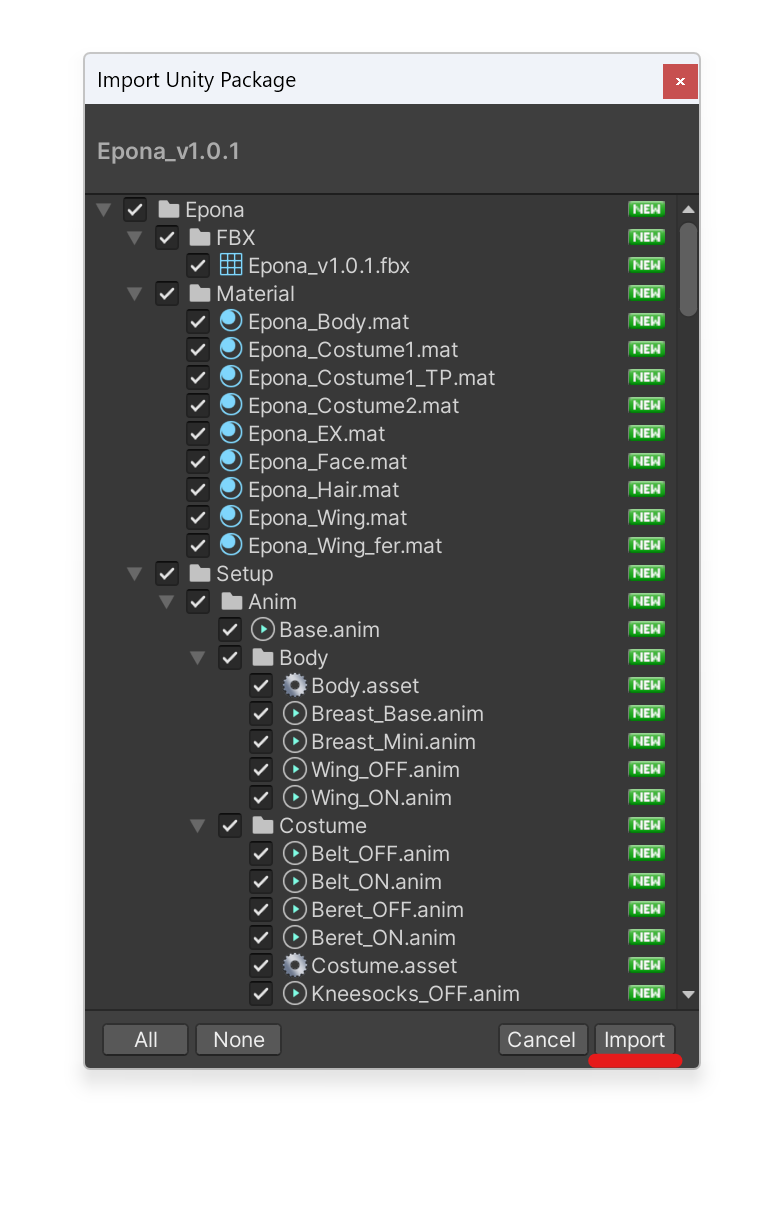 Import Unity Package
Epona_v1.0.1
Epona NEW
FBX NEW
Epona_v1.0.1.fbx NEW
Material NEW
Epona_Body.mat NEW
Epona_Costume1.mat NEW
Epona_Costume1_TP.mat NEW
Epona_Costume2.mat NEW
Epona_EX.mat NEW
Epona_Face.mat NEW
Epona_Hair.mat NEW
Epona_Wing.mat NEW
Epona_Wing_fer.mat NEW
Setup NEW
Anim NEW
Base.anim NEW
Body NEW
Body.asset NEW
Breast_Base.anim NEW
Breast_Mini.anim NEW
Wing_OFF.anim NEW
Wing_ON.anim NEW
Costume NEW
Belt_OFF.anim NEW
Belt_ON.anim NEW
Beret_OFF.anim NEW
Beret_ON.anim NEW
Costume.asset NEW
Kneesocks_OFF.anim NEW
All None Cancel Import